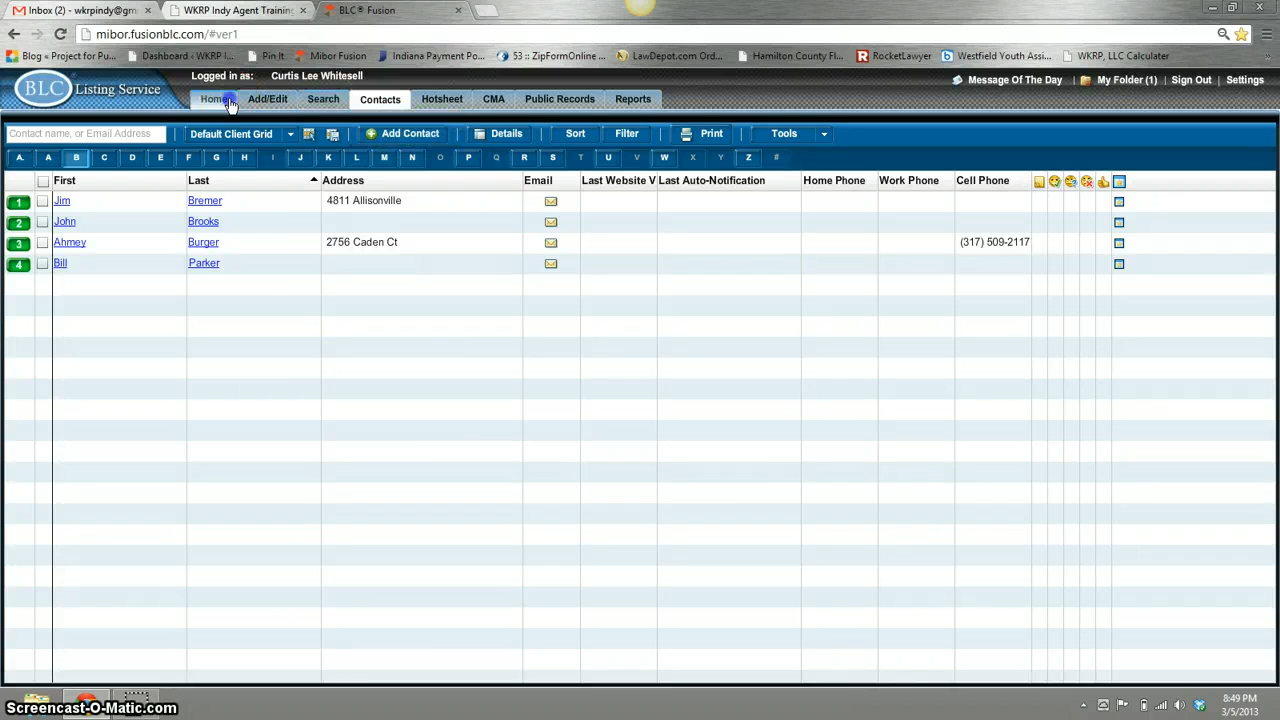 Inbox (2) - wkrpindy@gm
WKRP Indy Agent Training
BLC® Fusion
mibor.fusionblc.com/#ver1
Blog « Project for Pu...
Dashboard ‹ WKRP I...
Pin It
Mibor Fusion
Indiana Payment Po...
53 :: ZipFormOnline ...
LawDepot.com Ord...
Hamilton County Fl...
RocketLawyer
Westfield Youth Assi...
WKRP, LLC Calculater
BLC Listing Service
Logged in as: Curtis Lee Whitesell
Message Of The Day
My Folder (1)
Sign Out
Settings
Home
Add/Edit
Search
Contacts
Hotsheet
CMA
Public Records
Reports
Contact name, or Email Address
Default Client Grid
Add Contact
Details
Sort
Filter
Print
Tools
A. A B C D E F G H I J K L M N O P Q R S T U V W X Y Z #
First Last Address Email Last Website V Last Auto-Notification Home Phone Work Phone Cell Phone
1 Jim Bremer 4811 Allisonville
2 John Brooks
3 Ahmey Burger 2756 Caden Ct (317) 509-2117
4 Bill Parker
Screencast-O-Matic.com
8:49 PM
3/5/2013